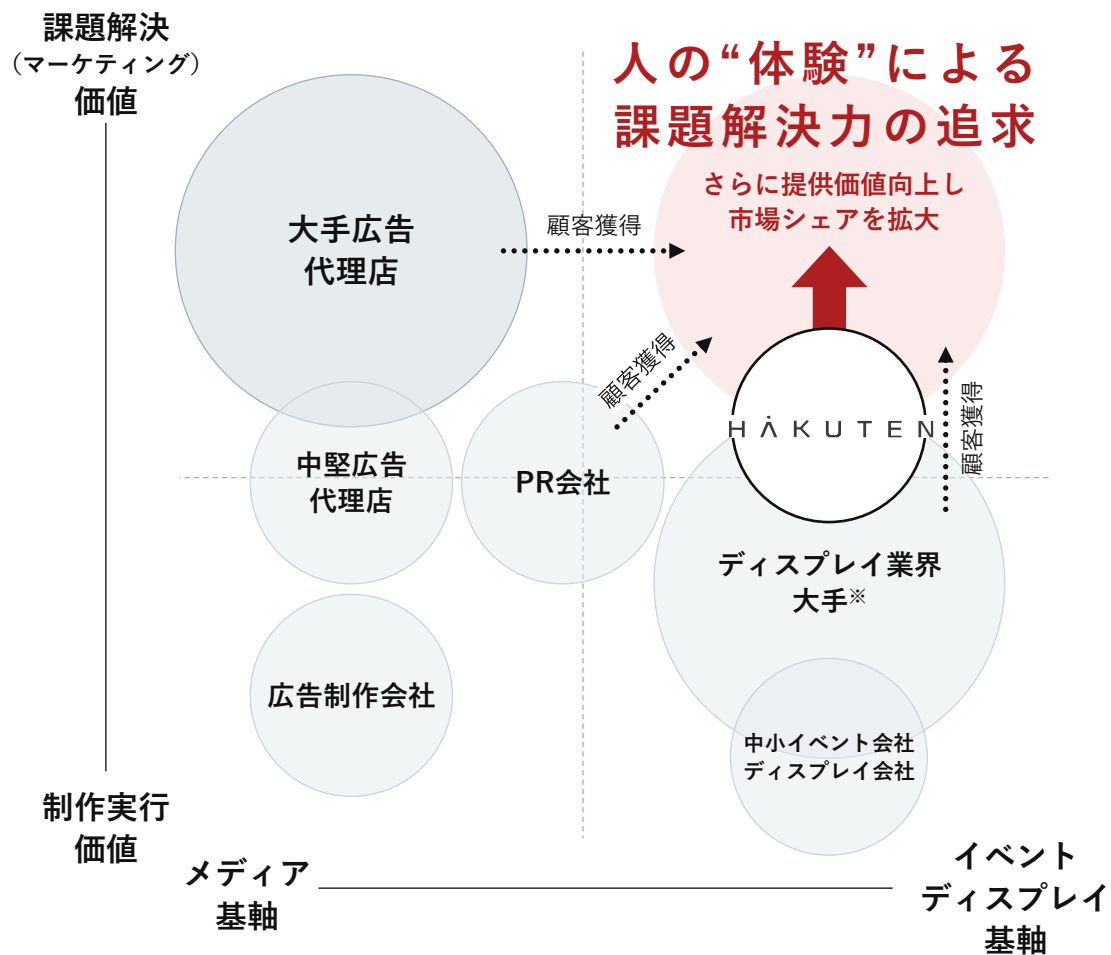 課題解決
（マーケティング）
価値
人の“体験”による
課題解決力の追求
さらに提供価値向上し
市場シェアを拡大
大手広告
代理店
顧客獲得
顧客獲得
顧客獲得
HAKUTEN
中堅広告
代理店
PR会社
ディスプレイ業界
大手※
広告制作会社
中小イベント会社
ディスプレイ会社
制作実行
価値
メディア
基軸
イベント
ディスプレイ
基軸